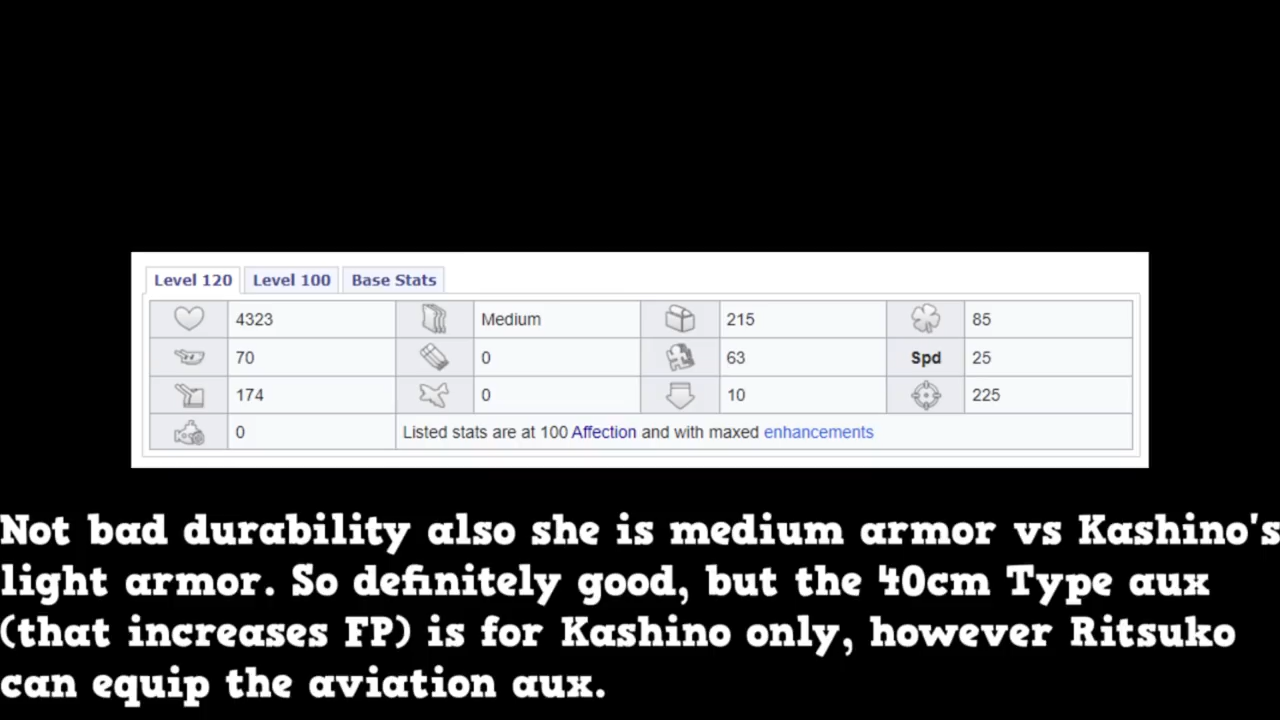 Level 120 Level 100 Base Stats
4323 Medium 215 85
70 0 63 Spd 25
174 0 10 225
0 Listed stats are at 100 Affection and with maxed enhancements
Not bad durability also she is medium armor vs Kashino's
light armor. So definitely good, but the 40cm Type aux
(that increases FP) is for Kashino only, however Ritsuko
can equip the aviation aux.